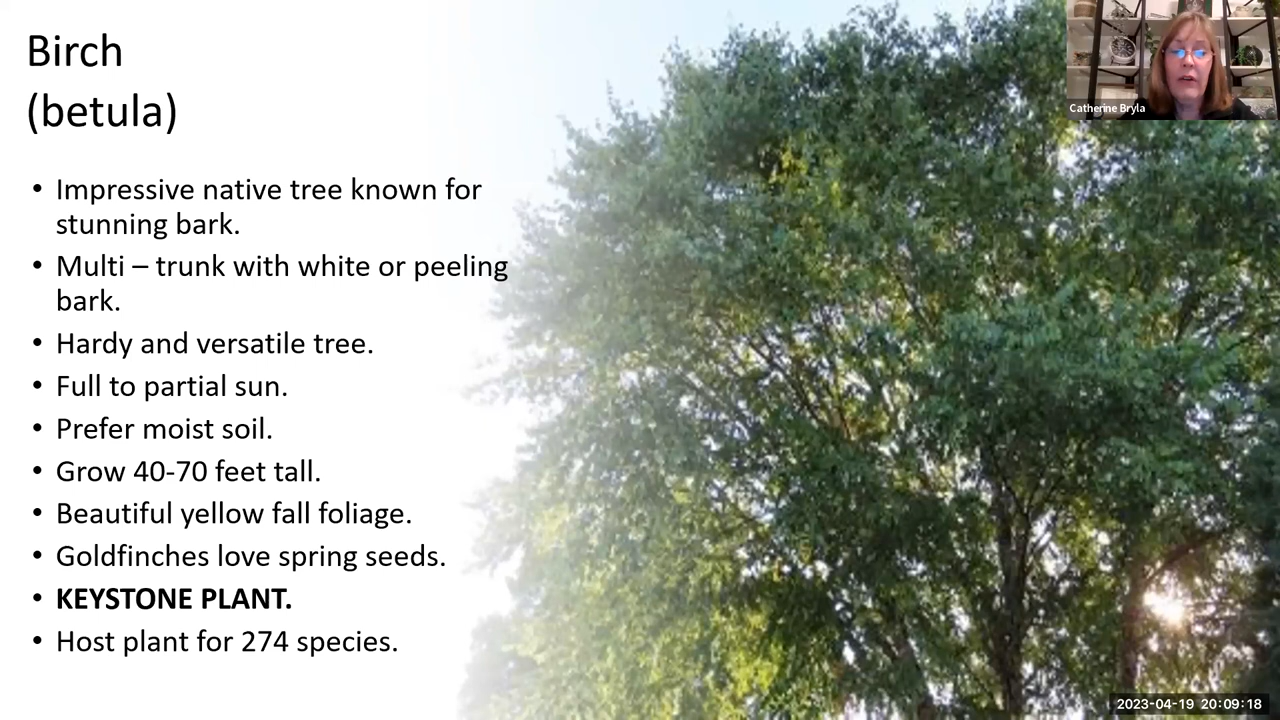 Birch
(betula)
• Impressive native tree known for
stunning bark.
• Multi – trunk with white or peeling
bark.
• Hardy and versatile tree.
• Full to partial sun.
• Prefer moist soil.
• Grow 40-70 feet tall.
• Beautiful yellow fall foliage.
• Goldfinches love spring seeds.
• KEYSTONE PLANT.
• Host plant for 274 species.
Catherine Bryla
2023-04-19 20:09:18